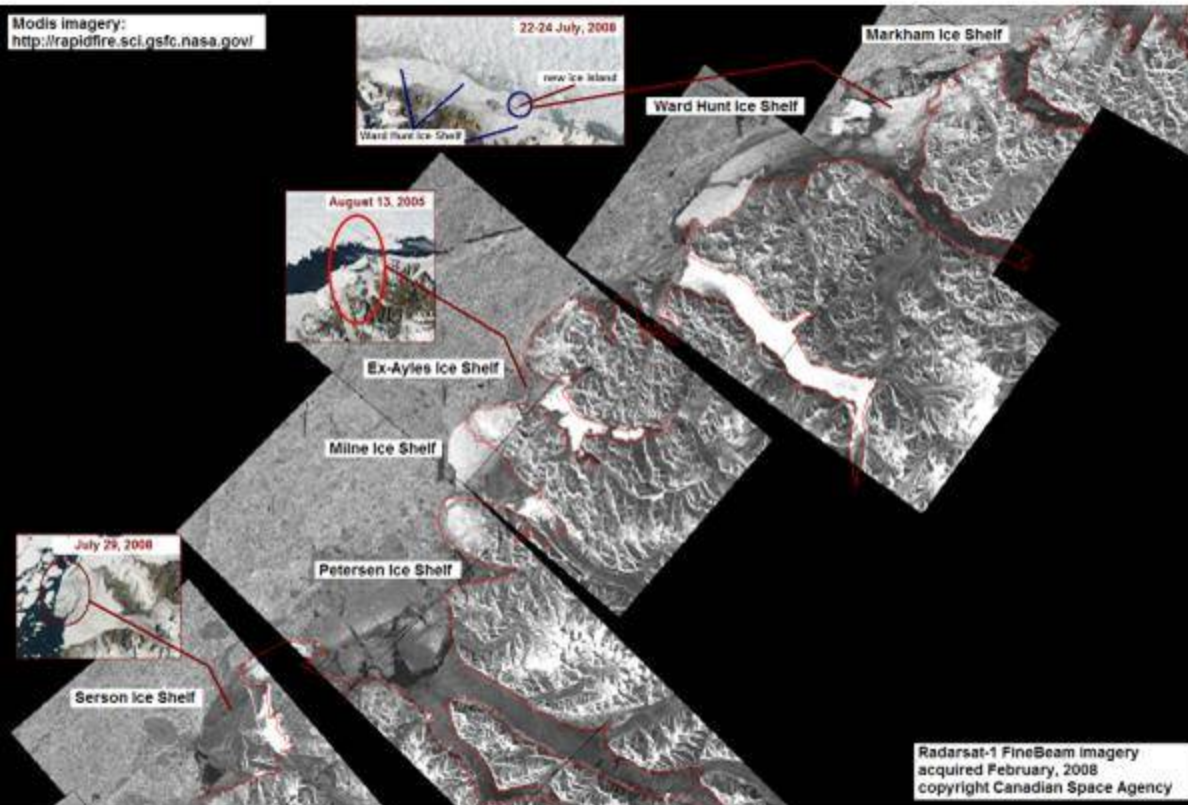 Modis imagery:
http://rapidfire.sci.gsfc.nasa.gov/
22-24 July, 2008
new ice island
Ward Hunt Ice Shelf
Markham Ice Shelf
Ward Hunt Ice Shelf
August 13, 2005
Ex-Ayles Ice Shelf
Milne Ice Shelf
July 29, 2008
Petersen Ice Shelf
Serson Ice Shelf
Radarsat-1 FineBeam imagery
acquired February, 2008
copyright Canadian Space Agency